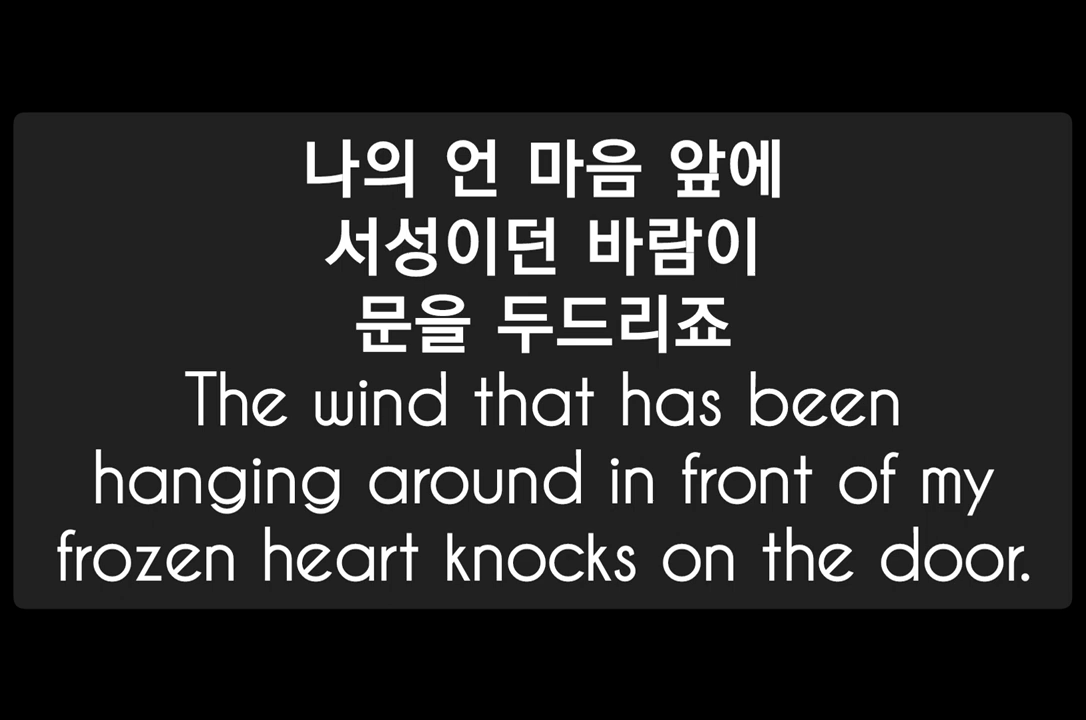 나의 언 마음 앞에
서성이던 바람이
문을 두드리죠
The wind that has been
hanging around in front of my
frozen heart knocks on the door.